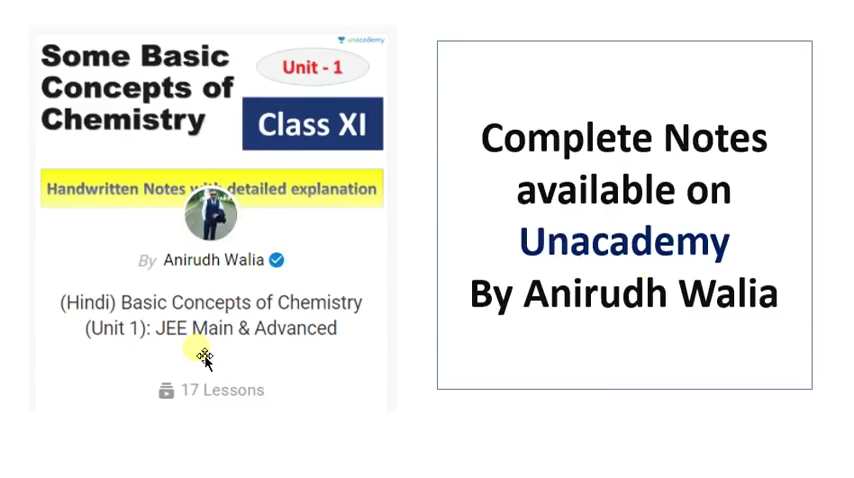 unacademy
Some Basic
Concepts of
Chemistry
Unit - 1
Class XI
Handwritten Notes with detailed explanation
By Anirudh Walia
(Hindi) Basic Concepts of Chemistry
(Unit 1): JEE Main & Advanced
17 Lessons
Complete Notes
available on
Unacademy
By Anirudh Walia